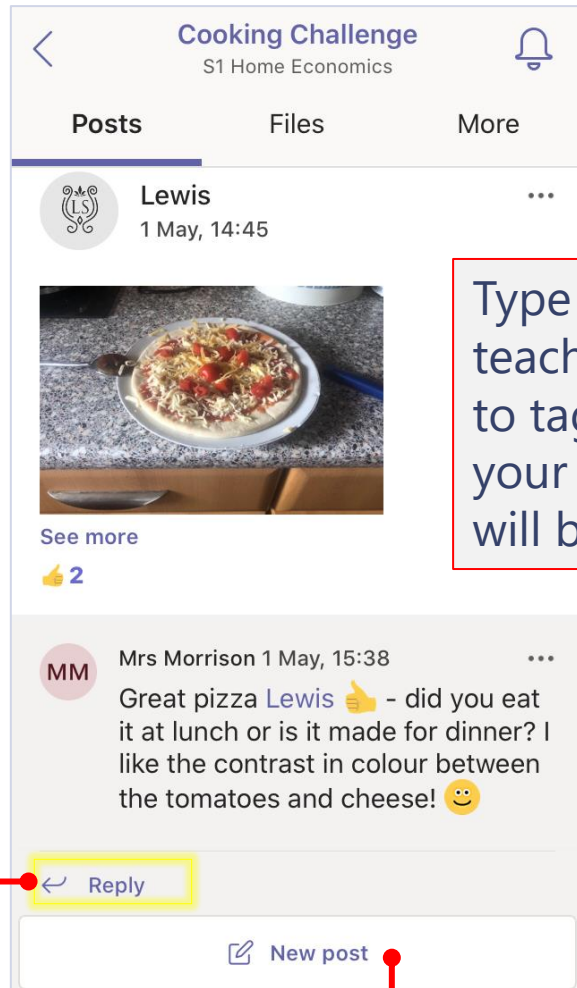 Cooking Challenge
S1 Home Economics
Posts Files More
LS
Lewis
1 May, 14:45
See more
👍 2
Type
teach
to tag
your
will b
MM
Mrs Morrison 1 May, 15:38
Great pizza Lewis 👍 - did you eat
it at lunch or is it made for dinner? I
like the contrast in colour between
the tomatoes and cheese! 🙂
Reply
New post